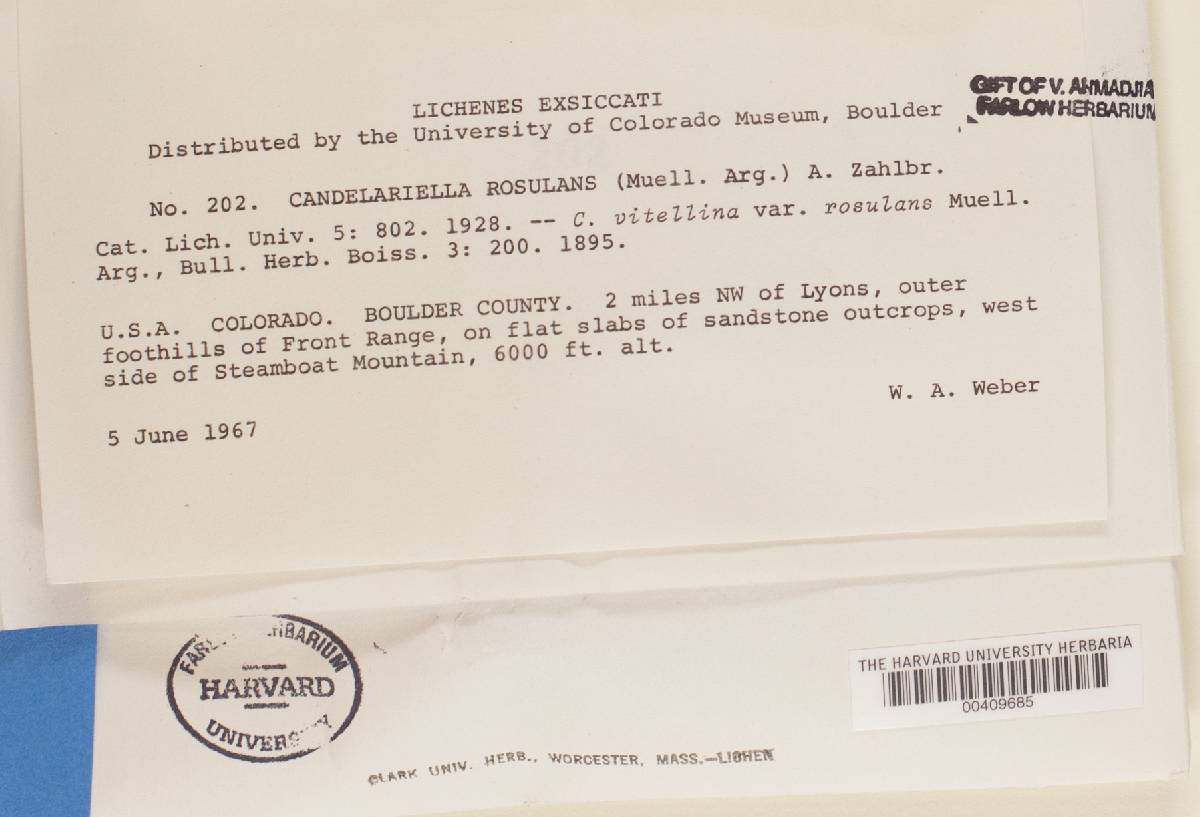 LICHENES EXSICCATI
Distributed by the University of Colorado Museum, Boulder
GIFT OF V. AHMADJIA
FARLOW HERBARIUM
No. 202. CANDELARIELLA ROSULANS (Muell. Arg.) A. Zahlbr.
Cat. Lich. Univ. 5: 802. 1928. -- C. vitellina var. rosulans Muell.
Arg., Bull. Herb. Boiss. 3: 200. 1895.
U.S.A. COLORADO. BOULDER COUNTY. 2 miles NW of Lyons, outer
foothills of Front Range, on flat slabs of sandstone outcrops, west
side of Steamboat Mountain, 6000 ft. alt.
W. A. Weber
5 June 1967
HARVARD
UNIVERSITY
THE HARVARD UNIVERSITY HERBARIA
00409685
CLARK UNIV. HERB., WORCESTER, MASS.—LICHEN